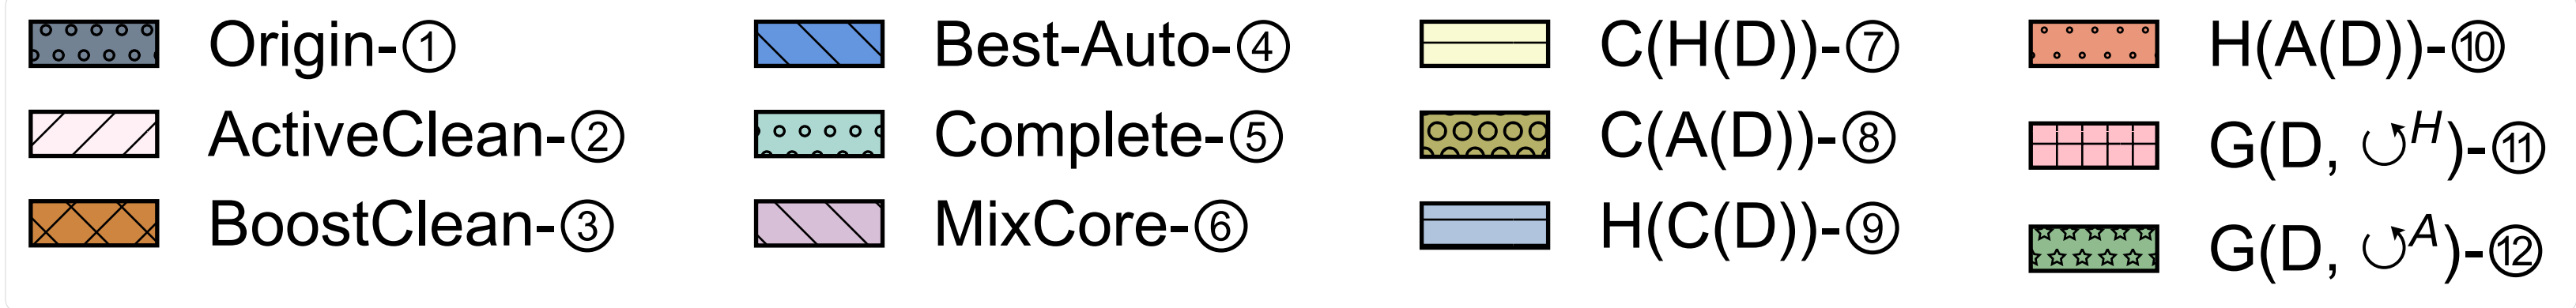 Origin-①
ActiveClean-②
BoostClean-③
Best-Auto-④
Complete-⑤
MixCore-⑥
C(H(D))-⑦
C(A(D))-⑧
H(C(D))-⑨
H(A(D))-⑩
G(D, ↺^H)-⑪
G(D, ↺^A)-⑫